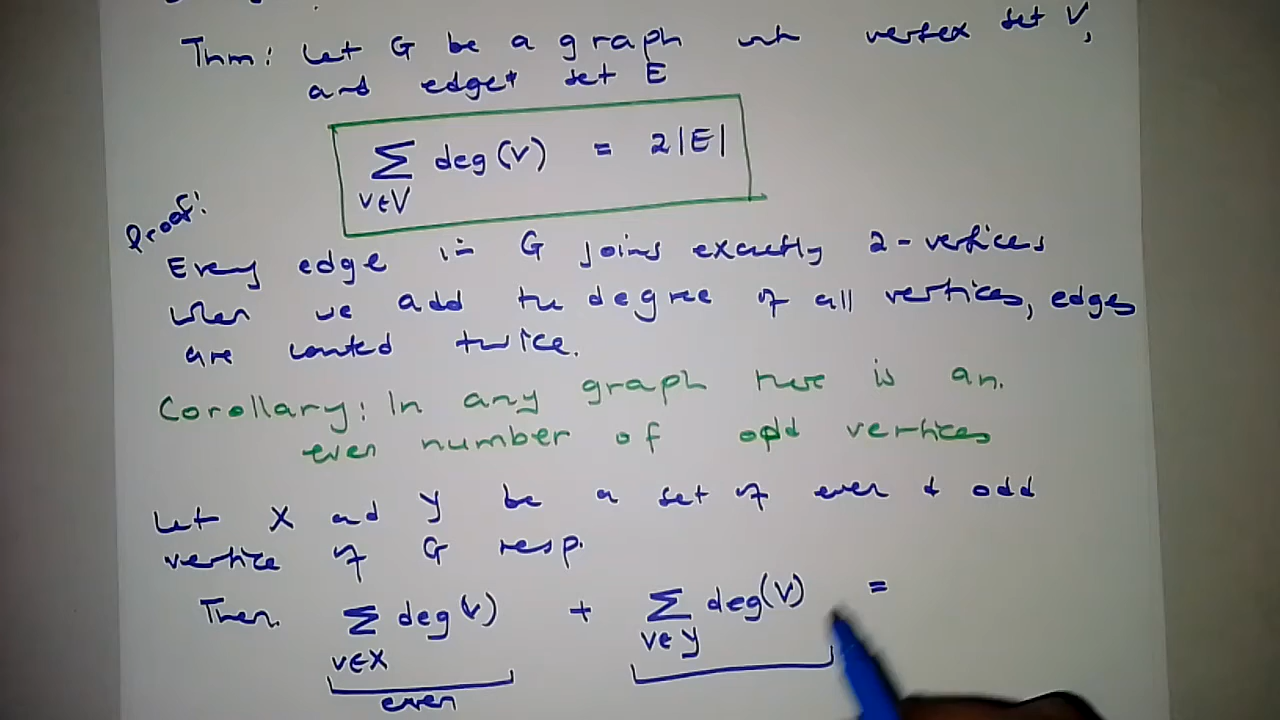 Thm: Let G be a graph with vertex set V,
and edge set E
∑ deg(v) = 2|E|
v∈V
Proof:
Every edge in G joins exactly 2-vertices
when we add the degree of all vertices, edges
are counted twice.
Corollary: In any graph there is an
even number of odd vertices
Let X and Y be a set of even & odd
vertice of G resp.
Then ∑ deg(v) + ∑ deg(v) =
v∈X v∈Y
even